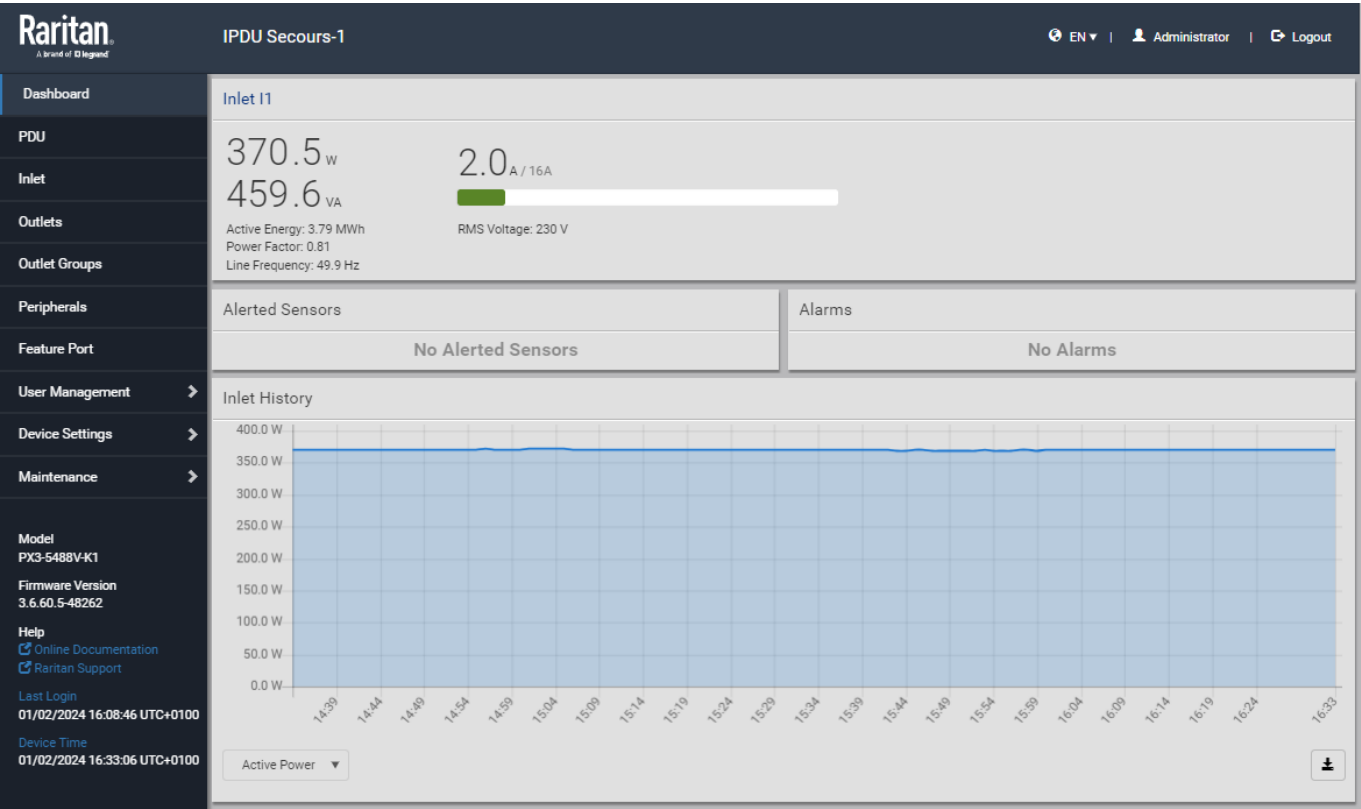 Raritan.
A brand of legrand
IPDU Secours-1
EN
|
Administrator
|
Logout
Dashboard
PDU
Inlet
Outlets
Outlet Groups
Peripherals
Feature Port
User Management
Device Settings
Maintenance
Model
PX3-5488V-K1
Firmware Version
3.6.60.5-48262
Help
Online Documentation
Raritan Support
Last Login
01/02/2024 16:08:46 UTC+0100
Device Time
01/02/2024 16:33:06 UTC+0100
Inlet I1
370.5 W
459.6 VA
Active Energy: 3.79 MWh
Power Factor: 0.81
Line Frequency: 49.9 Hz
2.0 A / 16A
RMS Voltage: 230 V
Alerted Sensors
No Alerted Sensors
Alarms
No Alarms
Inlet History
400.0 W
350.0 W
300.0 W
250.0 W
200.0 W
150.0 W
100.0 W
50.0 W
0.0 W
14:39
14:44
14:49
14:54
14:59
15:04
15:09
15:14
15:19
15:24
15:29
15:34
15:39
15:44
15:49
15:54
15:59
16:04
16:09
16:14
16:19
16:24
16:33
Active Power